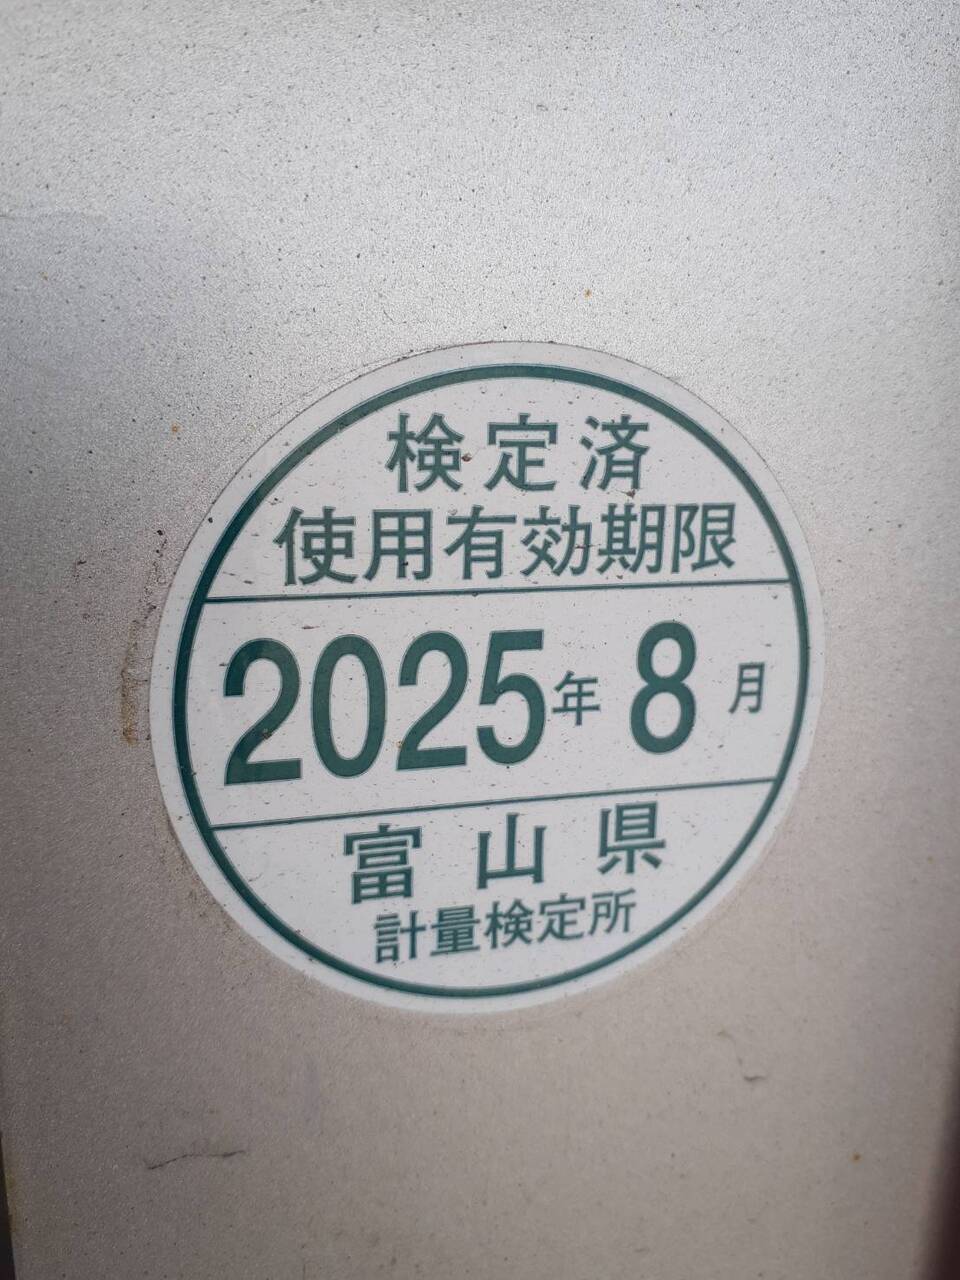 検定済
使用有効期限
2025年8月
富山県
計量検定所